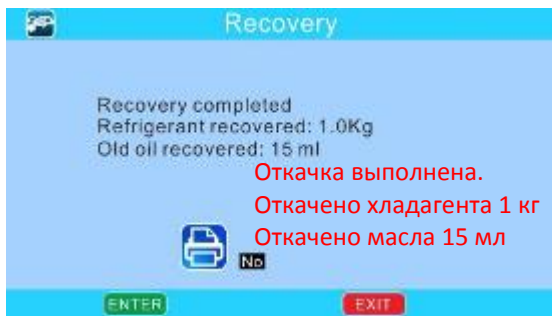 Recovery
Recovery completed
Refrigerant recovered: 1.0Kg
Old oil recovered: 15 ml
Откачка выполнена.
Откачено хладагента 1 кг
Откачено масла 15 мл
No
ENTER
EXIT